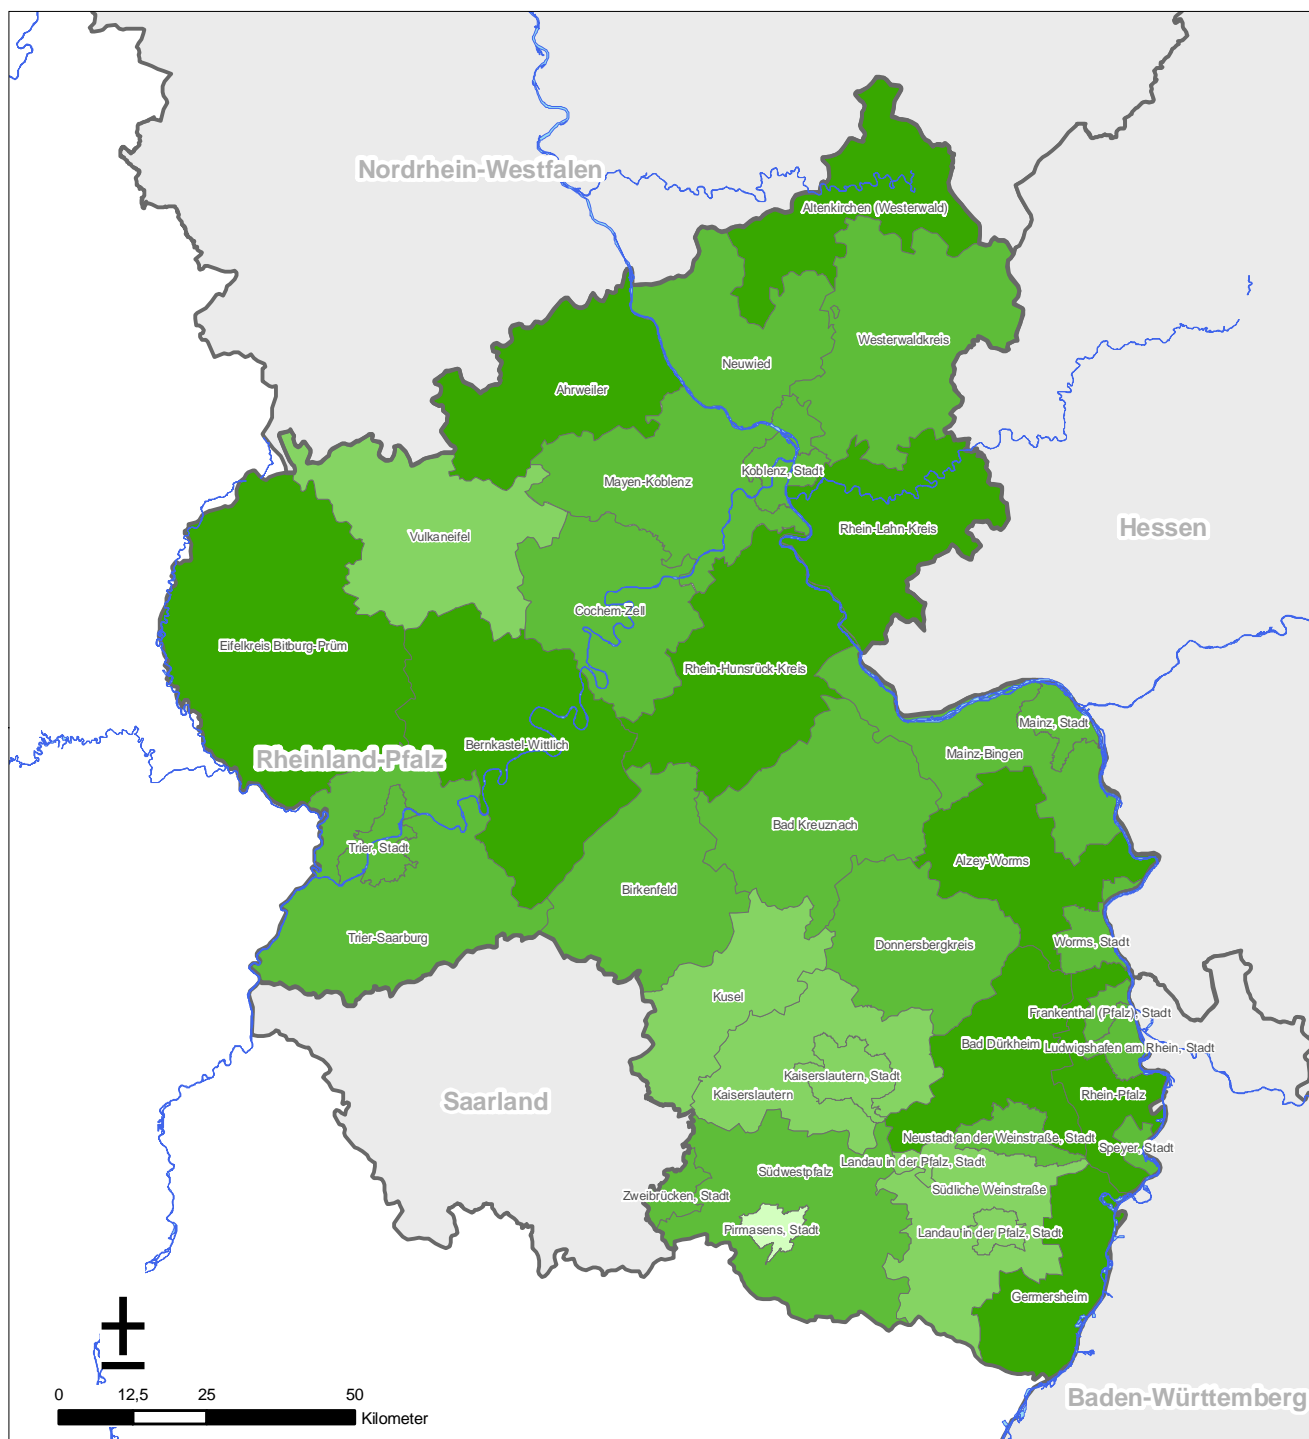 Nordrhein-Westfalen
Altenkirchen (Westerwald)
Westerwaldkreis
Neuwied
Ahrweiler
Koblenz, Stadt
Mayen-Koblenz
Rhein-Lahn-Kreis
Hessen
Vulkaneifel
Cochem-Zell
Eifelkreis Bitburg-Prüm
Rhein-Hunsrück-Kreis
Mainz, Stadt
Bernkastel-Wittlich
Mainz-Bingen
Rheinland-Pfalz
Bad Kreuznach
Trier, Stadt
Alzey-Worms
Birkenfeld
Trier-Saarburg
Donnersbergkreis
Worms, Stadt
Kusel
Frankenthal (Pfalz), Stadt
Bad Dürkheim
Ludwigshafen am Rhein, Stadt
Kaiserslautern, Stadt
Kaiserslautern
Rhein-Pfalz
Saarland
Neustadt an der Weinstraße, Stadt
Speyer, Stadt
Landau in der Pfalz, Stadt
Südwestpfalz
Südliche Weinstraße
Zweibrücken, Stadt
Pirmasens, Stadt
Landau in der Pfalz, Stadt
Germersheim
Baden-Württemberg
0 12,5 25 50
Kilometer